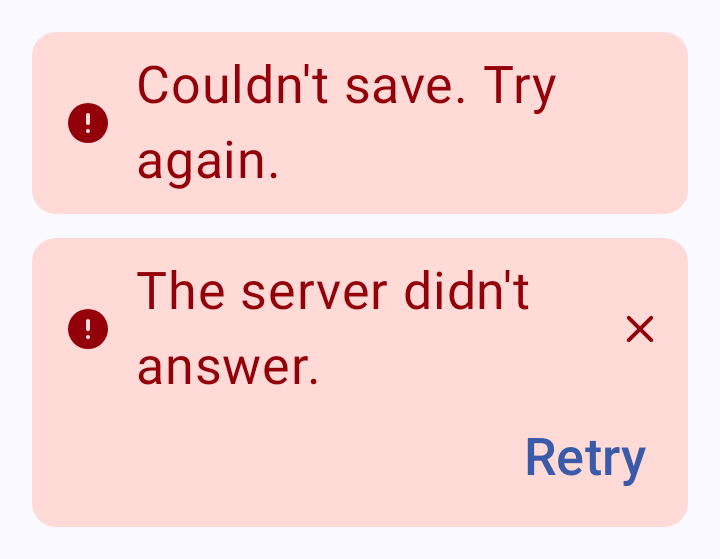 Couldn't save. Try
again.
The server didn't
answer.
Retry